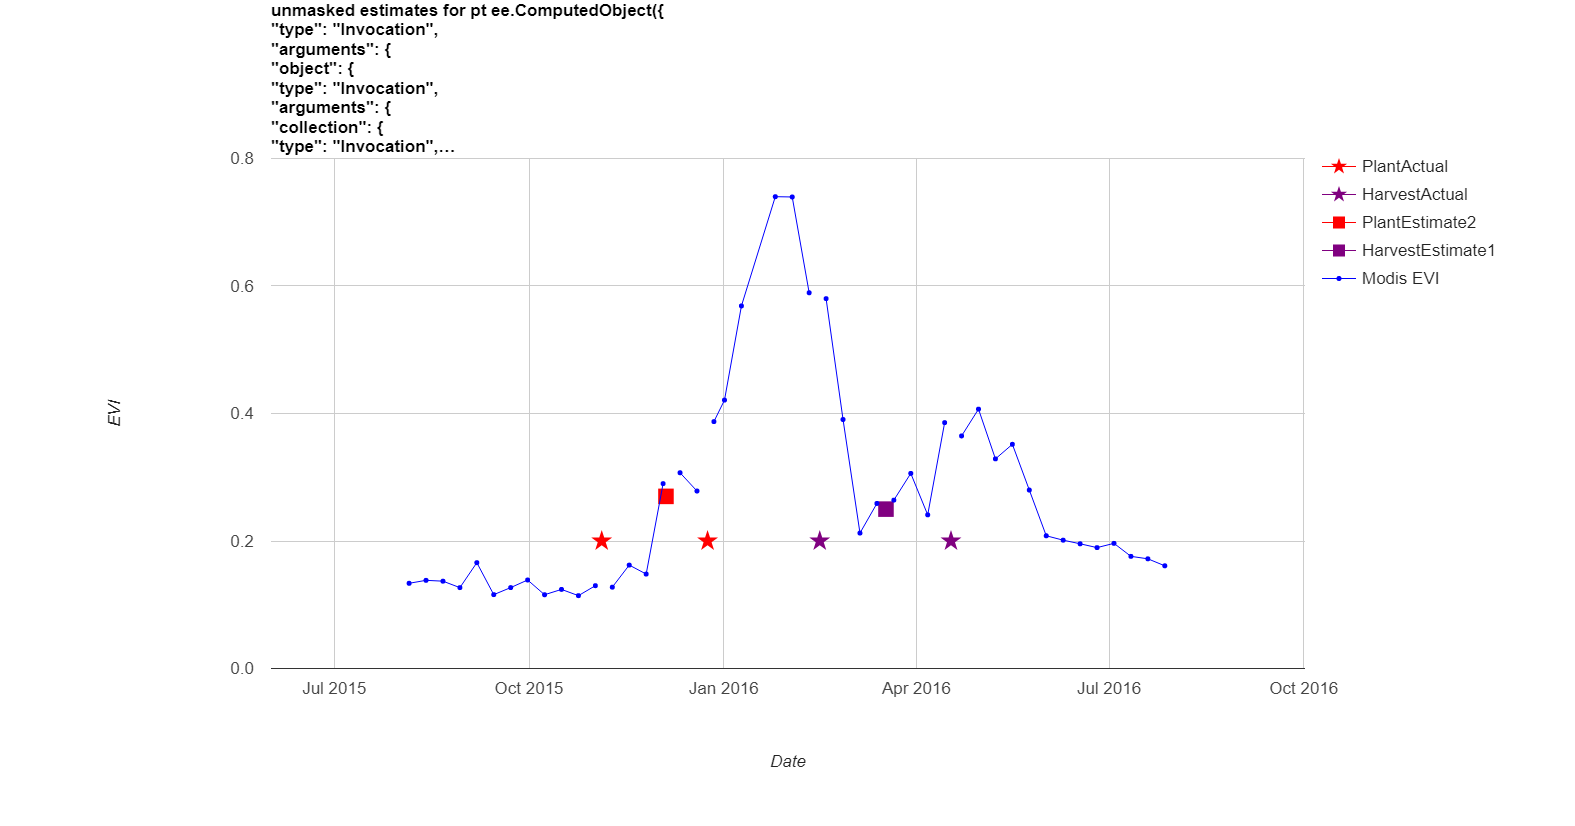 unmasked estimates for pt ee.ComputedObject({
"type": "Invocation",
"arguments": {
"object": {
"type": "Invocation",
"arguments": {
"collection": {
"type": "Invocation",…
0.8
0.6
0.4
0.2
0.0
EVI
Jul 2015
Oct 2015
Jan 2016
Apr 2016
Jul 2016
Oct 2016
Date
PlantActual
HarvestActual
PlantEstimate2
HarvestEstimate1
Modis EVI